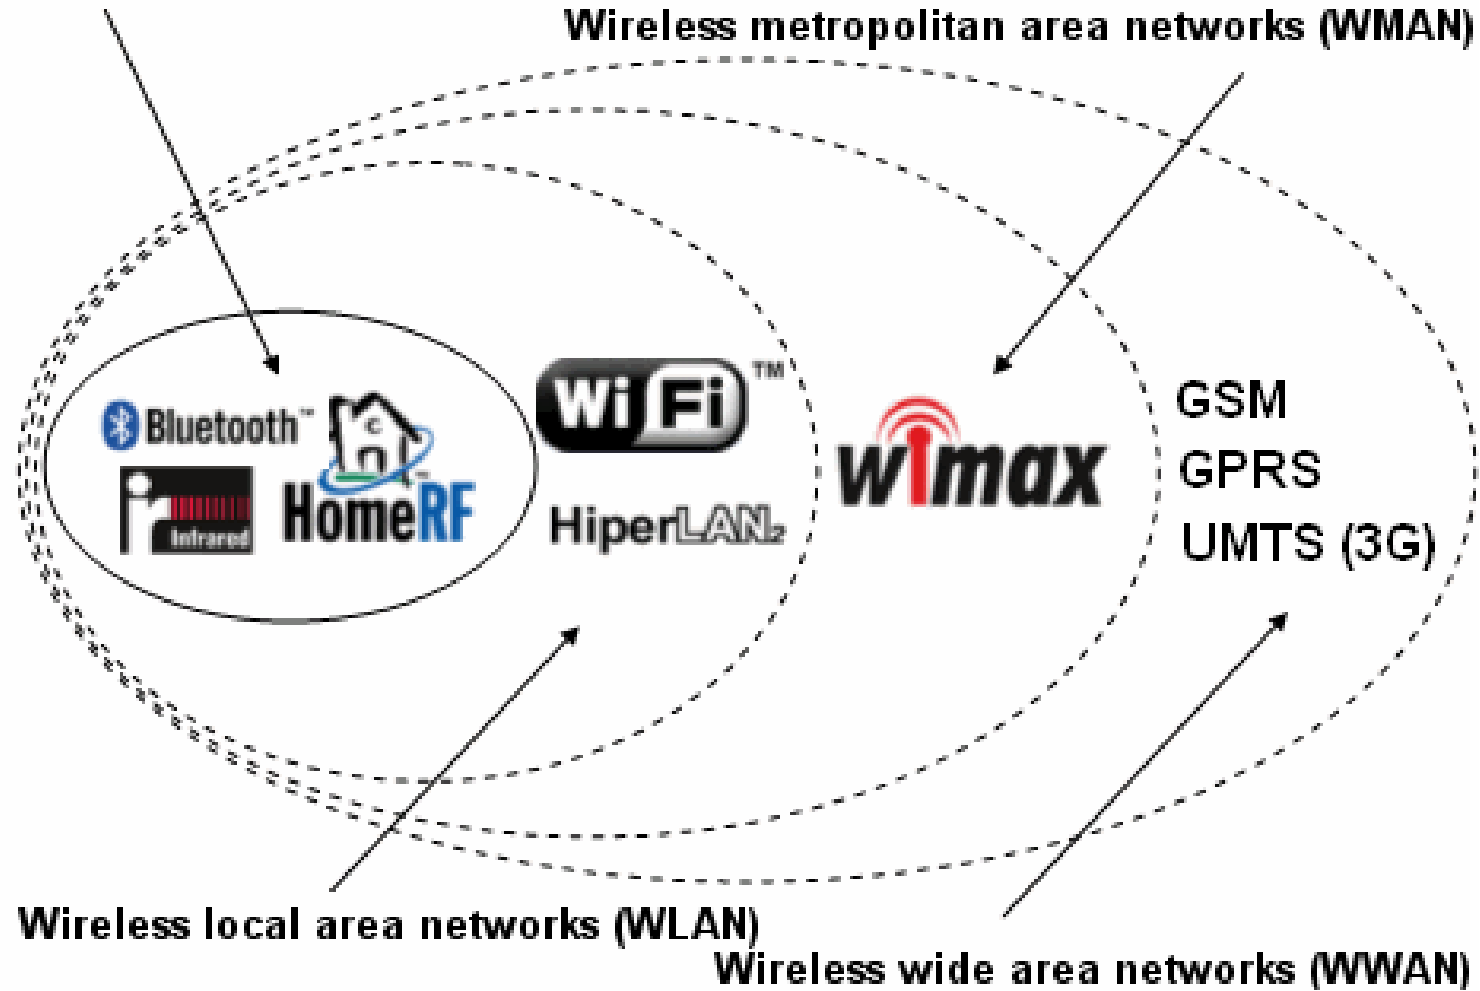 Wireless metropolitan area networks (WMAN)
Bluetooth™
Infrared
C
HomeRF™
WiFi™
HiperLAN2
wimax
GSM
GPRS
UMTS (3G)
Wireless local area networks (WLAN)
Wireless wide area networks (WWAN)